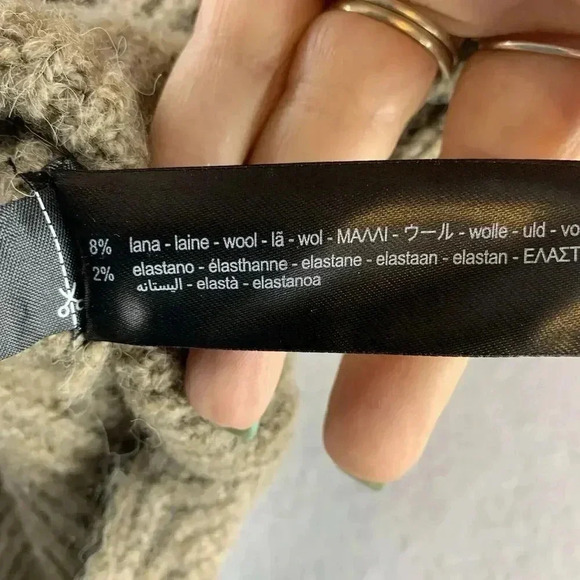 8% lana - laine - wool - lã - wol - ΜΑΛΛΙ - ウール - wolle - uld - vo
2% elastano - élasthanne - elastane - elastaan - elastan - ΕΛΑΣΤ
اليستانه - elastà - elastanoa